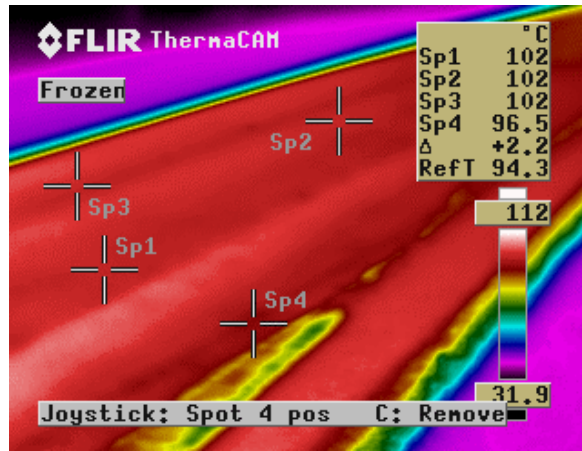 FLIR ThermaCAM
°C
Sp1 102
Sp2 102
Sp3 102
Sp4 96.5
Δ +2.2
RefT 94.3
Frozen
Sp2
Sp3
Sp1
Sp4
112
31.9
Joystick: Spot 4 pos C: Remove